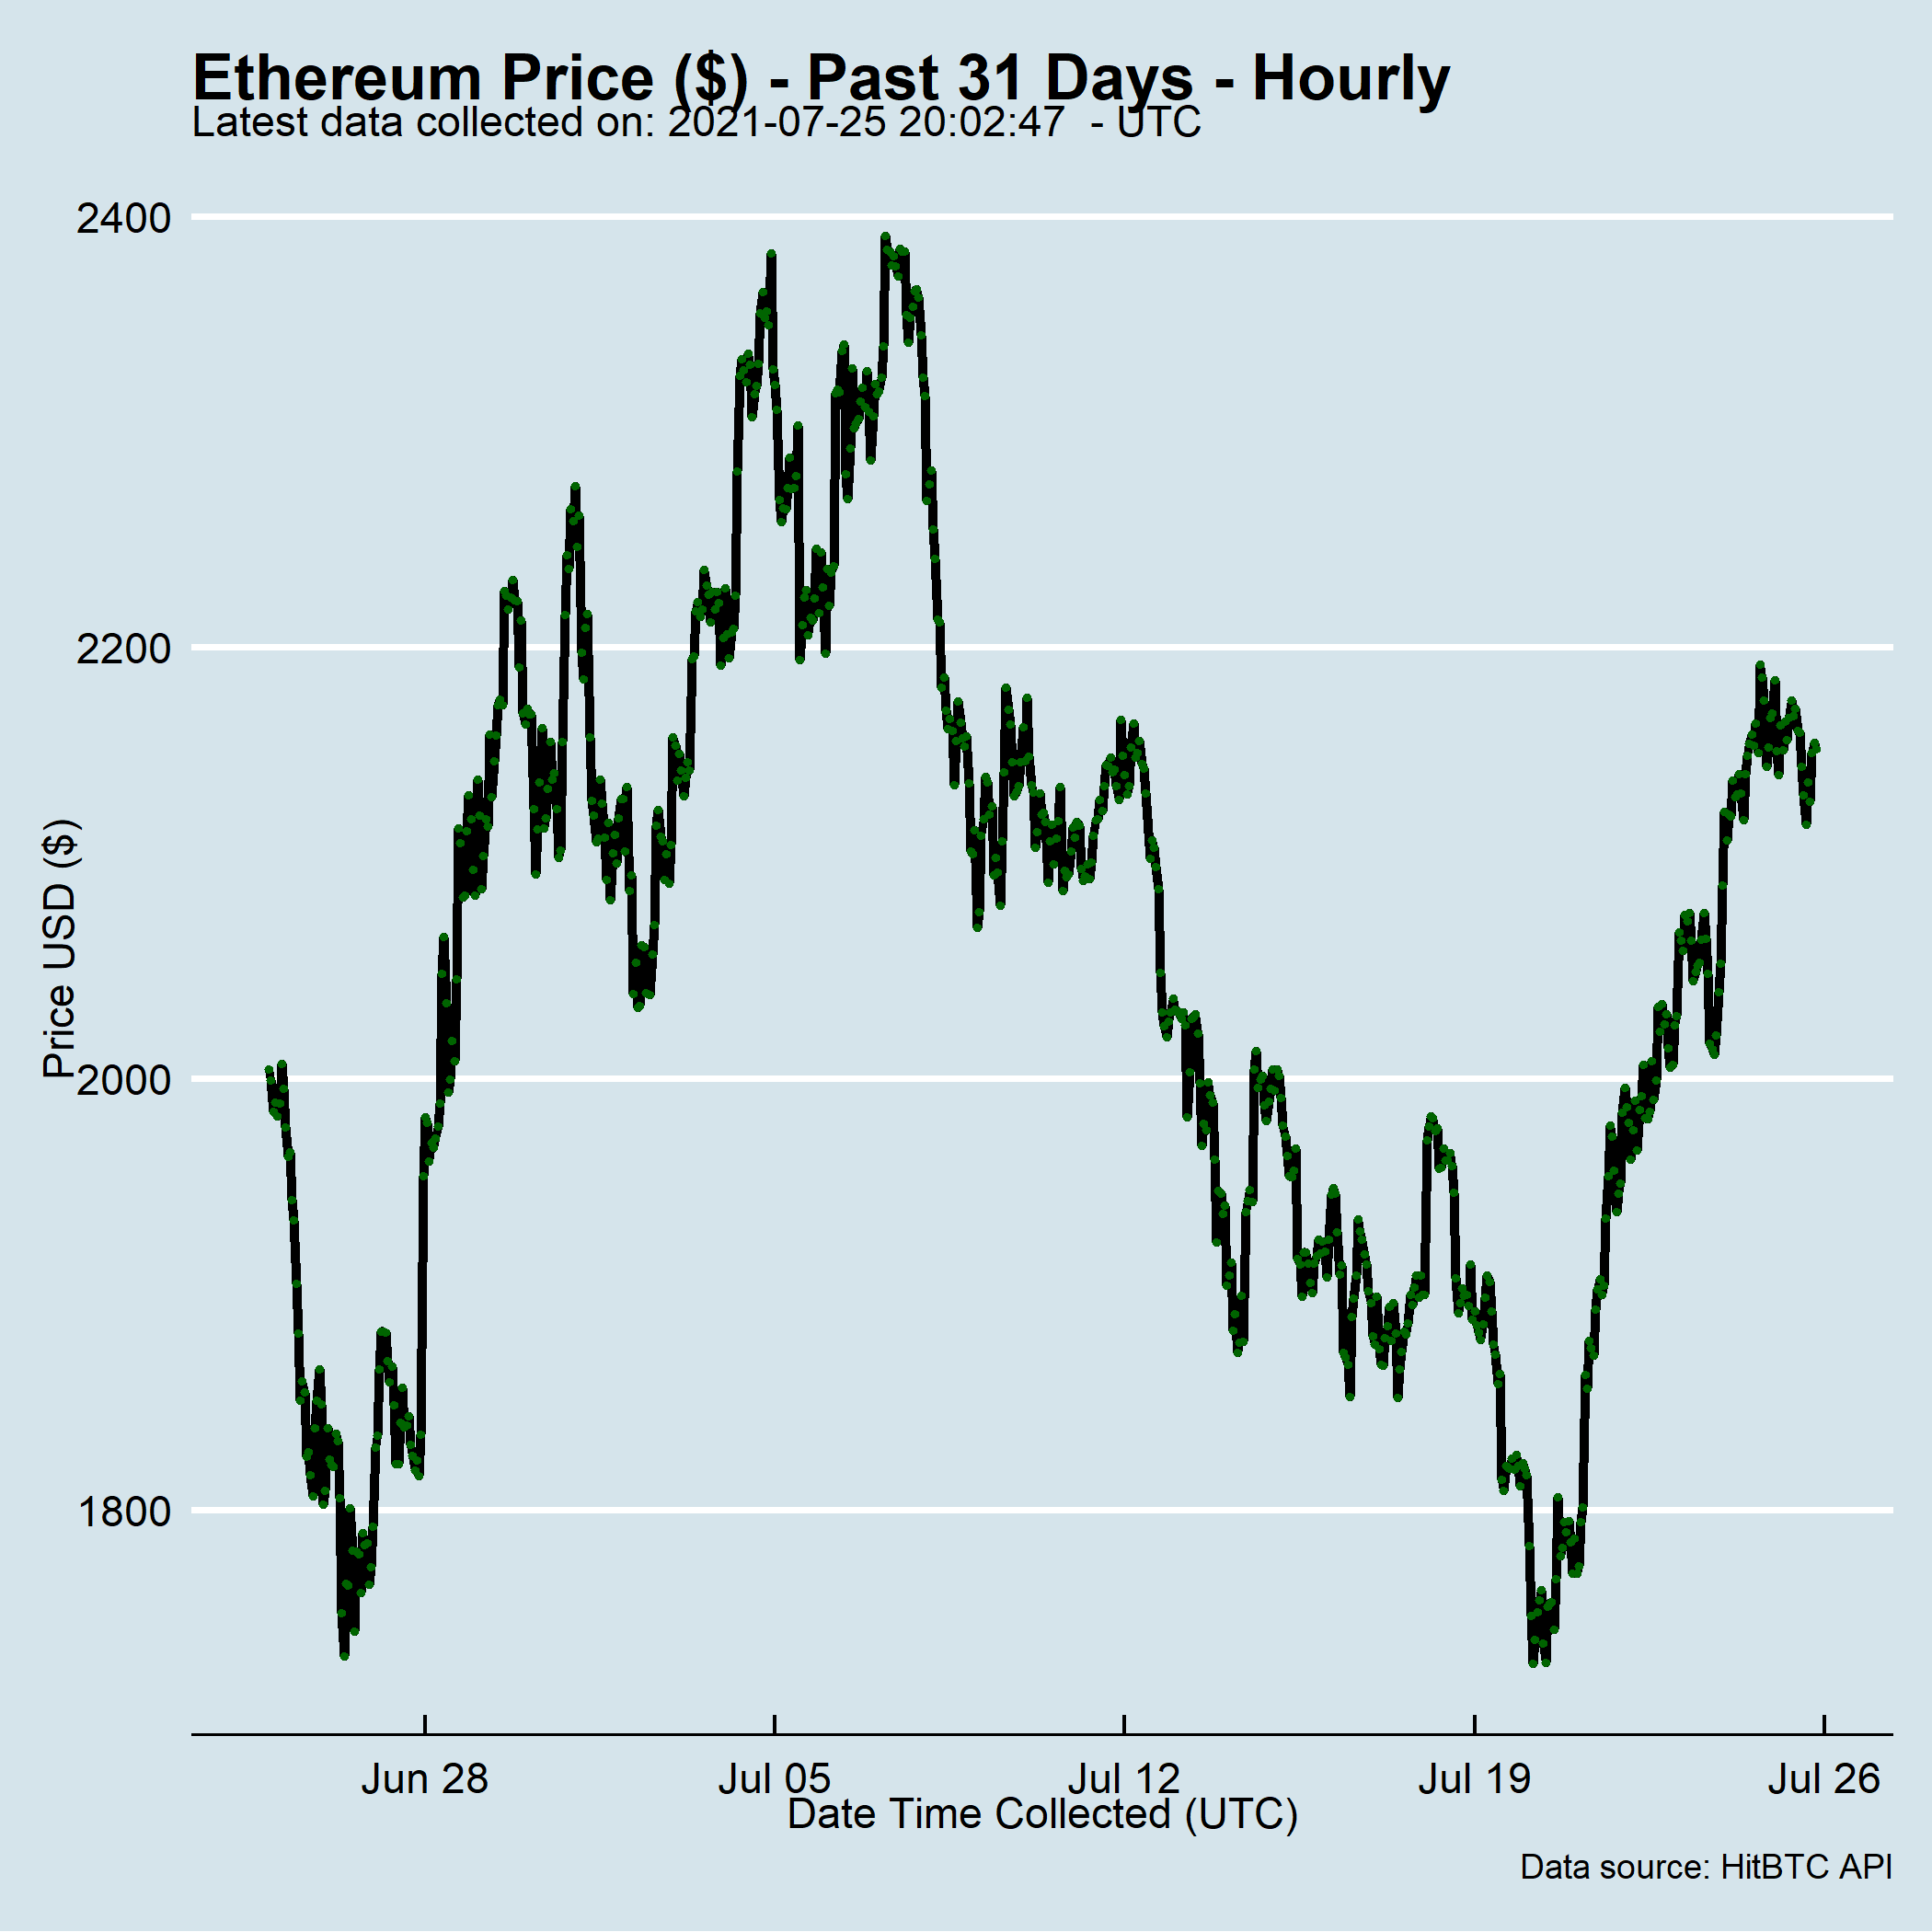 Ethereum Price ($) - Past 31 Days - Hourly
Latest data collected on: 2021-07-25 20:02:47  - UTC
2400
2200
2000
1800
Price USD ($)
Jun 28
Jul 05
Jul 12
Jul 19
Jul 26
Date Time Collected (UTC)
Data source: HitBTC API